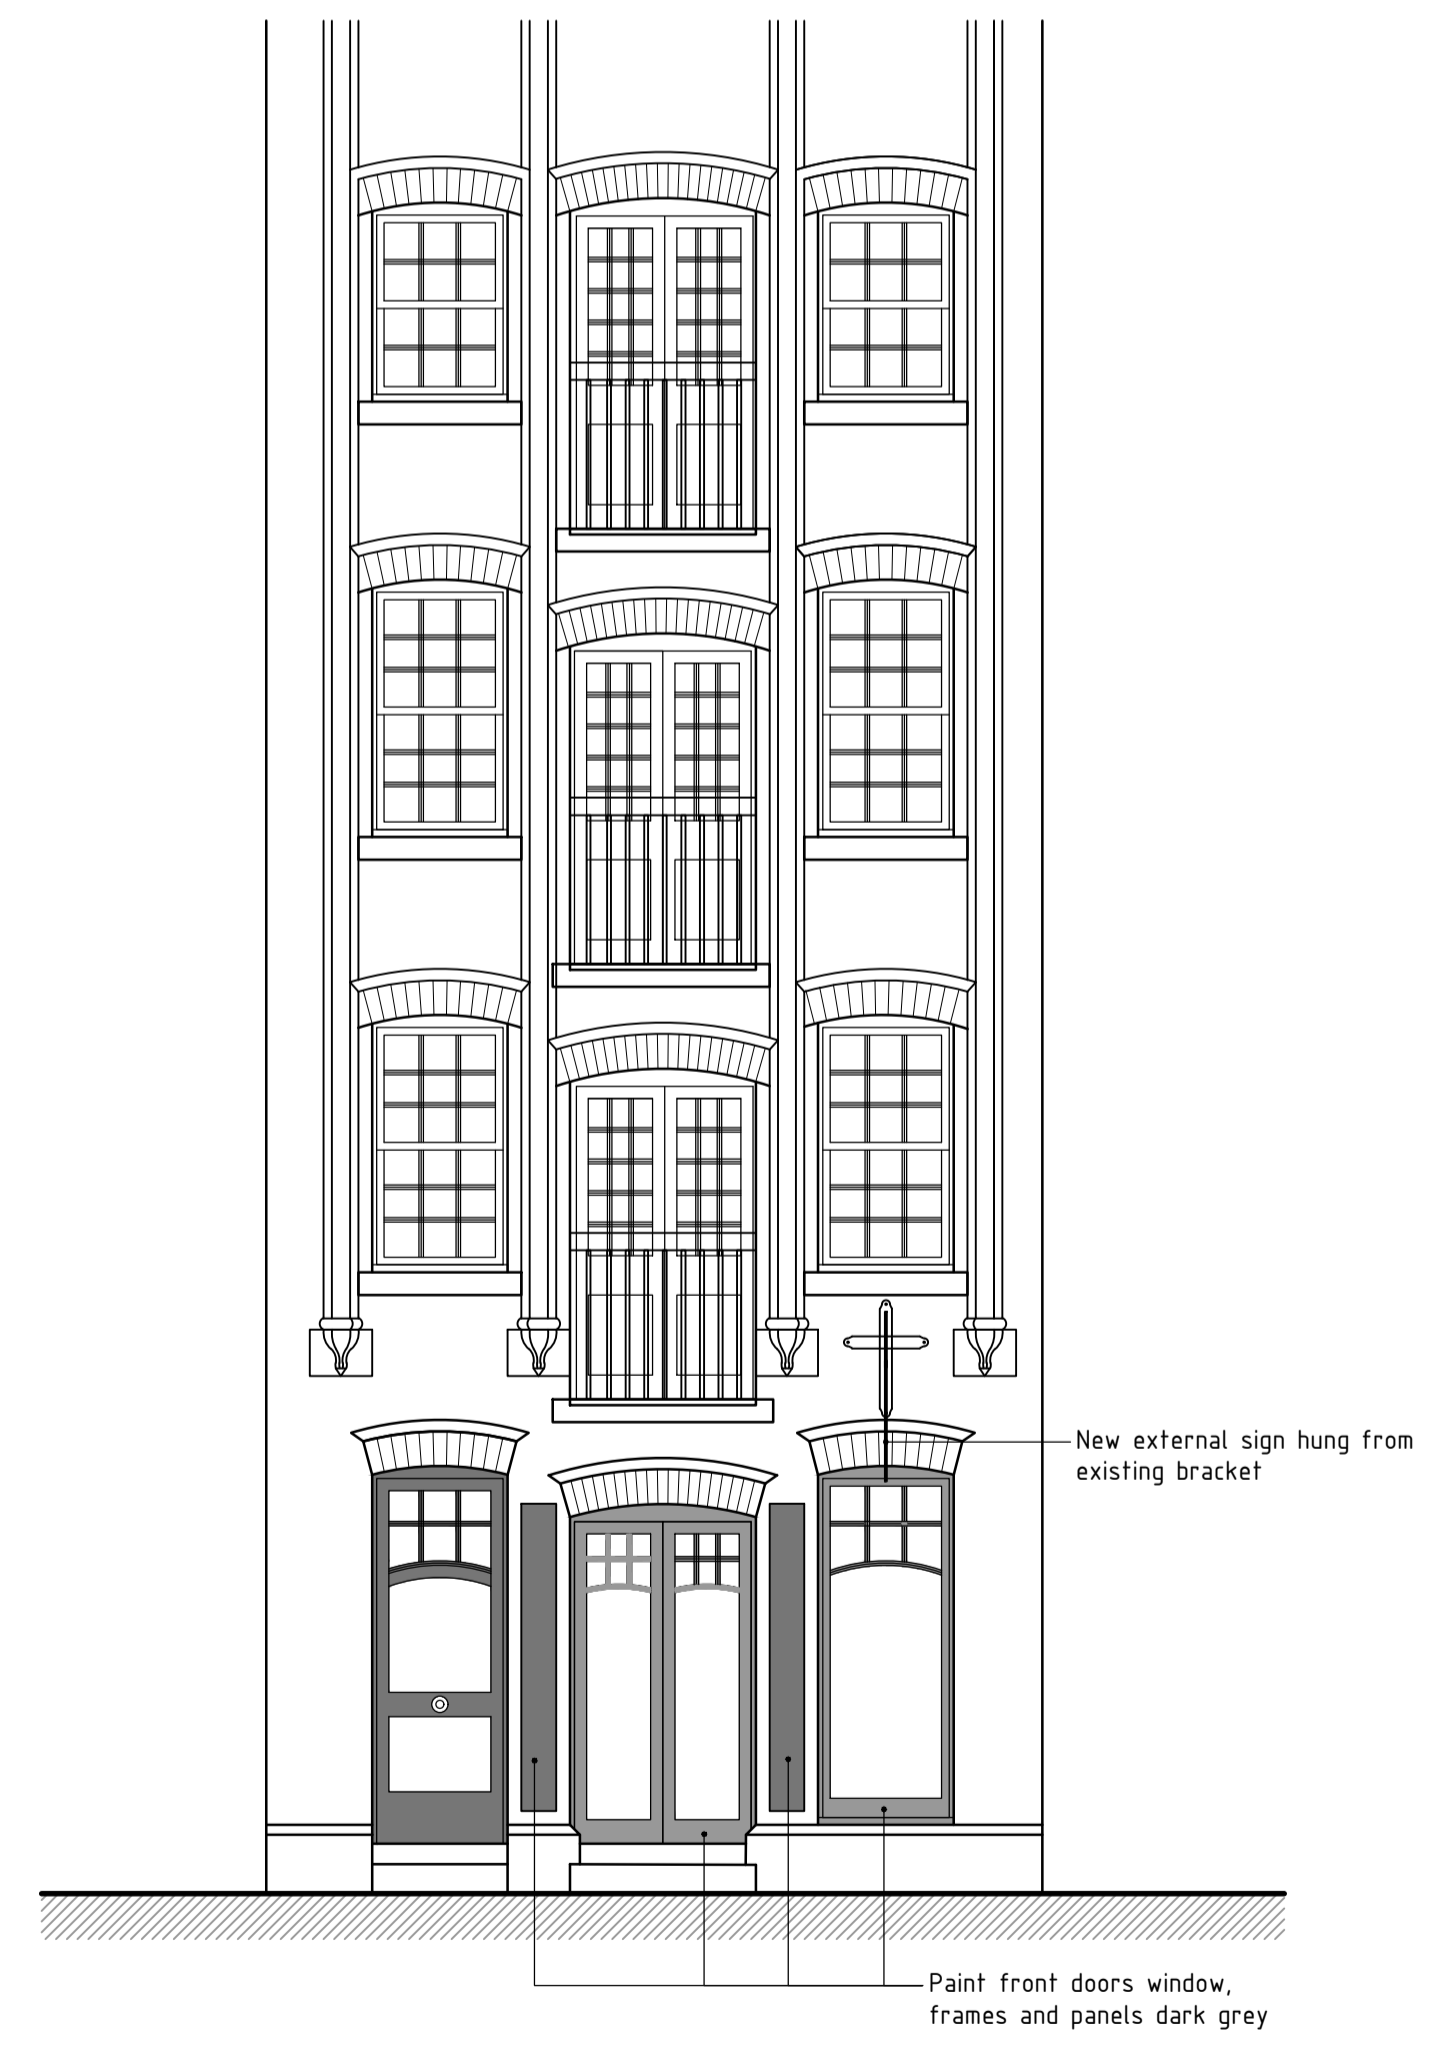 New external sign hung from
existing bracket
Paint front doors window,
frames and panels dark grey